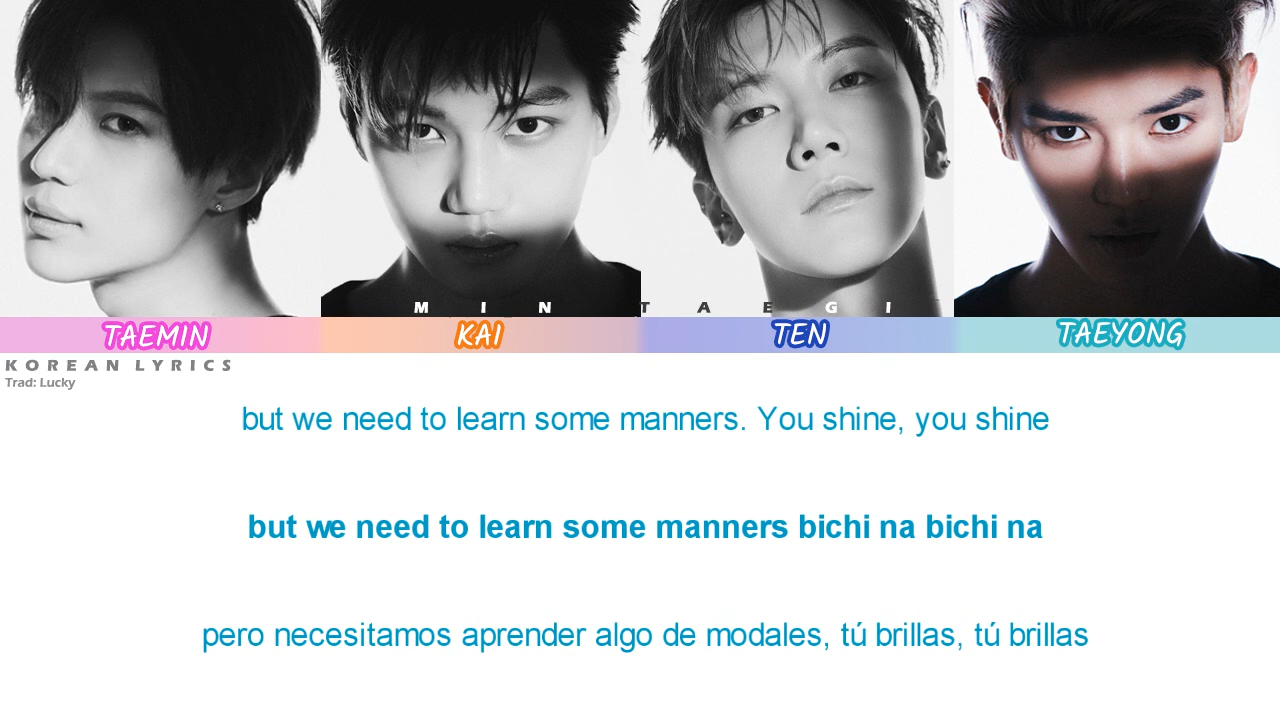 M I N T A E G I
TAEMIN KAI TEN TAEYONG
KOREAN LYRICS
Trad: Lucky
but we need to learn some manners. You shine, you shine
but we need to learn some manners bichi na bichi na
pero necesitamos aprender algo de modales, tú brillas, tú brillas